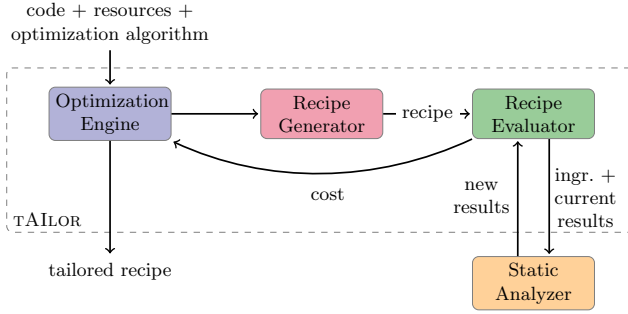 code + resources +
optimization algorithm
Optimization
Engine
Recipe
Generator
recipe
Recipe
Evaluator
cost
new
results
ingr. +
current
results
tAILOR
tailored recipe
Static
Analyzer